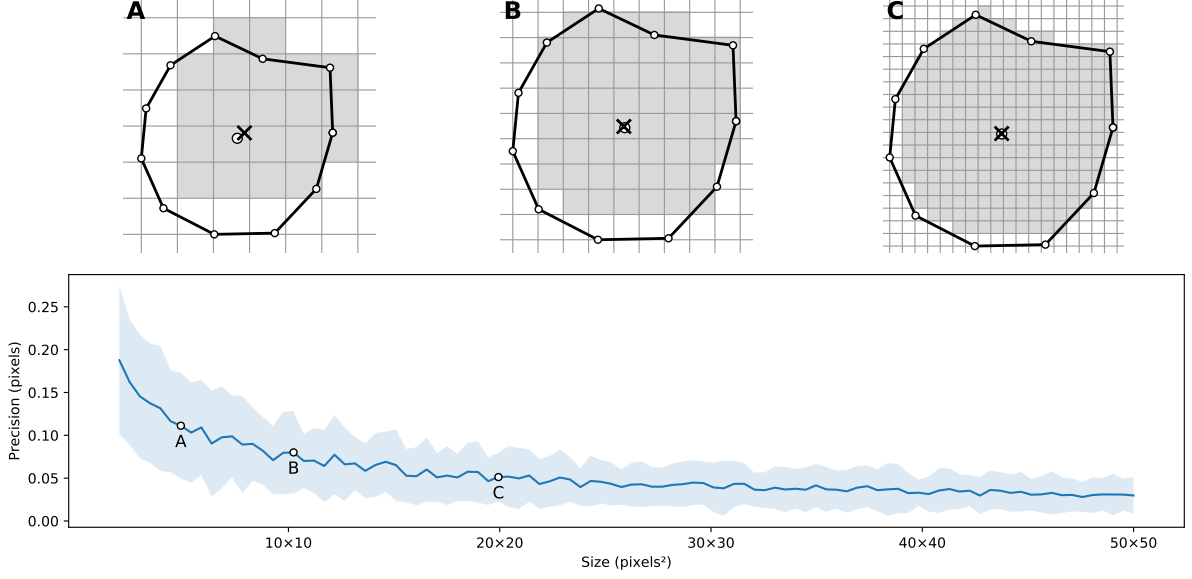 A
B
C
0.25
0.20
0.15
0.10
0.05
0.00
Precision (pixels)
A
B
C
10×10
20×20
30×30
40×40
50×50
Size (pixels²)